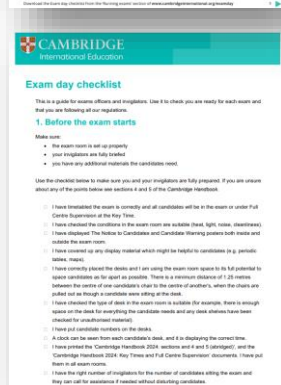 Download the Exam day checklist from the 'Running exams' section of www.cambridgeinternational.org/examday
CAMBRIDGE
International Education
Exam day checklist
This is a guide for exams officers and invigilators. Use it to check you are ready for each exam and
that you are following all our regulations.
1. Before the exam starts
Make sure:
• the exam room is set up properly
• your invigilators are fully briefed
• you have any additional materials the candidates need.
Use the checklist below to make sure you and your invigilators are fully prepared. If you are unsure
about any of the points below see sections 4 and 5 of the Cambridge Handbook.
I have timetabled the exam is correctly and all candidates will be in the exam or under Full
Centre Supervision at the Key Time.
I have checked the conditions in the exam room are suitable (heat, light, noise, cleanliness).
I have displayed The Notice to Candidates and Candidate Warning posters both inside and
outside the exam room.
I have covered up any display material which might be helpful to candidates (e.g. periodic
tables, maps).
I have correctly placed the desks and I am using the exam room space to its full potential to
space candidates as far apart as possible. There is a minimum distance of 1.25 metres
between the centre of one candidate's chair to the centre of another's, when the chairs are
pulled out as though a candidate were sitting at the desk.
I have checked the type of desk in the exam room is suitable (for example, there is enough
space on the desk for everything the candidate needs and any desk shelves have been
checked for unauthorised material).
I have put candidate numbers on the desks.
A clock can be seen from each candidate's desk, and it is displaying the correct time.
I have printed the 'Cambridge Handbook 2024: sections 4 and 5 (abridged)', and the
'Cambridge Handbook 2024: Key Times and Full Centre Supervision' documents. I have put
them in all exam rooms.
I have the right number of invigilators for the number of candidates sitting the exam and
they can call for assistance if needed without disturbing candidates.